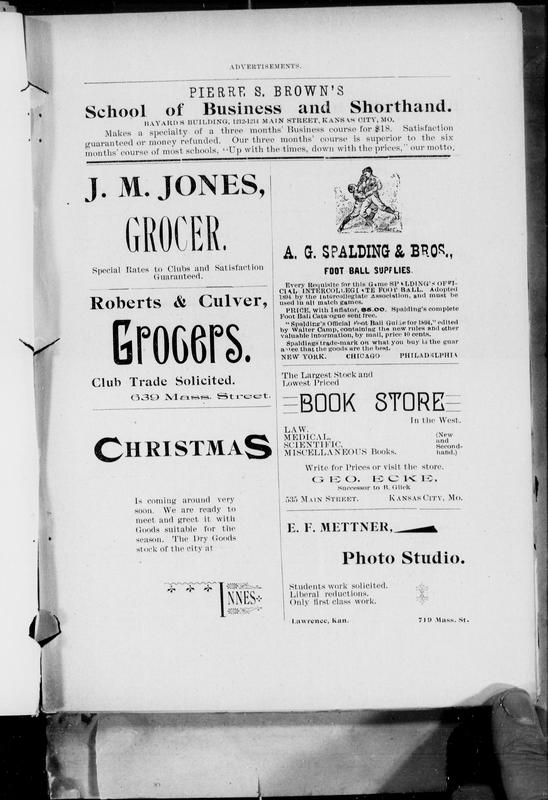 ADVERTISEMENTS.
PIERRE S. BROWN'S
School of Business and Shorthand.
BAYARDS BUILDING, 1212-1214 MAIN STREET, KANSAS CITY, MO.
Makes a specialty of a three months' Business course for $18. Satisfaction
guaranteed or money refunded. Our three months' course is superior to the six
months' course of most schools, "Up with the times, down with the prices," our motto,
J. M. JONES,
GROCER.
Special Rates to Clubs and Satisfaction
Guaranteed.
Roberts & Culver,
Grocers.
Club Trade Solicited.
639 Mass. Street.
CHRISTMAS
Is coming around very
soon. We are ready to
meet and greet it with
Goods suitable for the
season. The Dry Goods
stock of the city at
INNES
A. G. SPALDING & BROS.,
FOOT BALL SUPPLIES.
Every Requisite for this Game SPALDING'S OFFI-
CIAL INTERCOLLEGIATE FOOT BALL. Adopted
1894 by the Intercollegiate Association, and must be
used in all match games.
PRICE, with Inflator, $5.00. Spalding's complete
Foot Ball Catalogue sent free.
"Spalding's Official Foot Ball Guide for 1894," edited
by Walter Camp, containing the new rules and other
valuable information, by mail, price 10 cents.
Spaldings trade-mark on what you buy is the guar
antee that the goods are the best.
NEW YORK. CHICAGO PHILADELPHIA
The Largest Stock and
Lowest Priced
BOOK STORE
In the West.
LAW,
MEDICAL,
SCIENTIFIC,
MISCELLANEOUS Books.
(New
and
Second-
hand.)
Write for Prices or visit the store.
GEO. ECKE,
Successor to B. Glick
535 MAIN STREET. KANSAS CITY, MO.
E. F. METTNER,
Photo Studio.
Students work solicited.
Liberal reductions.
Only first class work.
Lawrence, Kan. 719 Mass. St.